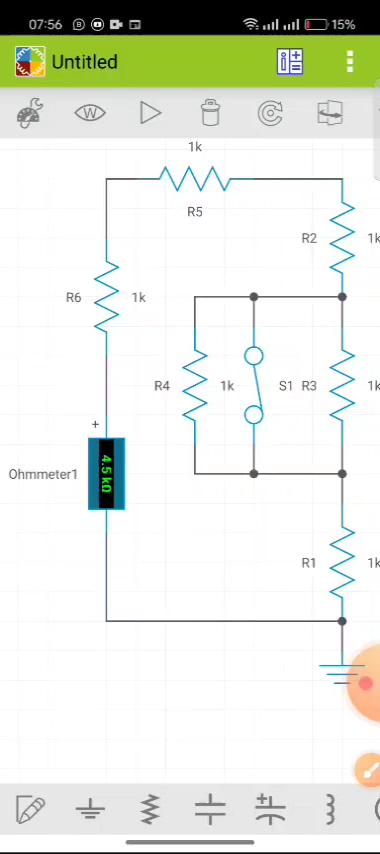 07:56 15%
Untitled
W
1k
R5
R2 1k
R6 1k
R4 1k S1 R3 1k
+
Ohmmeter1 4.5 kΩ
R1 1k